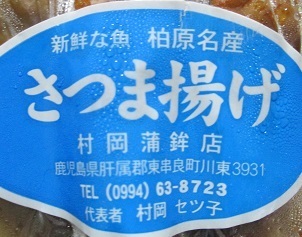 新鮮な魚 柏原名産
さつま揚げ
村岡蒲鉾店
鹿児島県肝属郡東串良町川東3931
TEL (0994) 63-8723
代表者 村岡 セツ子